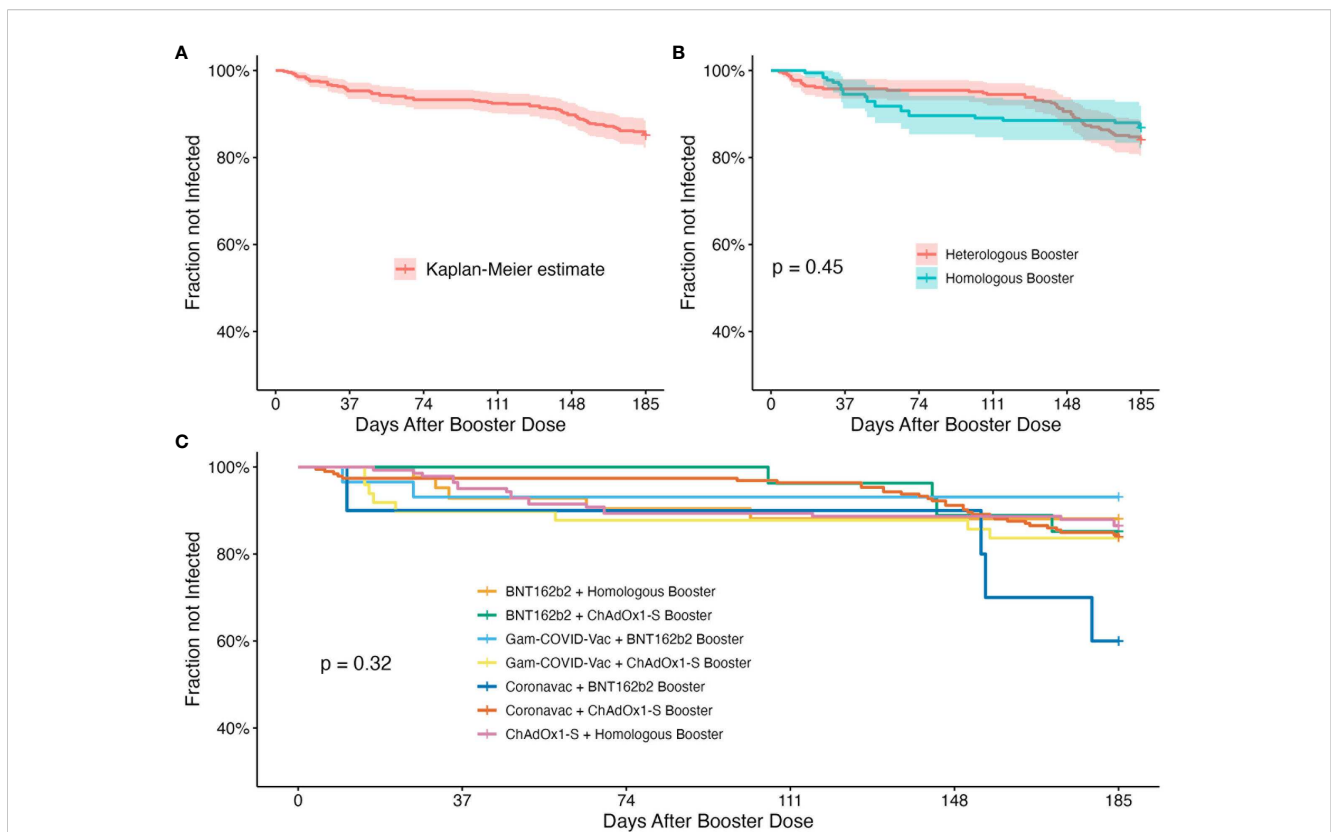 A
100%
80%
60%
40%
Fraction not Infected
Kaplan-Meier estimate
0 37 74 111 148 185
Days After Booster Dose
B
100%
80%
60%
40%
Fraction not Infected
p = 0.45
Heterologous Booster
Homologous Booster
0 37 74 111 148 185
Days After Booster Dose
C
100%
80%
60%
40%
Fraction not Infected
p = 0.32
BNT162b2 + Homologous Booster
BNT162b2 + ChAdOx1-S Booster
Gam-COVID-Vac + BNT162b2 Booster
Gam-COVID-Vac + ChAdOx1-S Booster
Coronavac + BNT162b2 Booster
Coronavac + ChAdOx1-S Booster
ChAdOx1-S + Homologous Booster
0 37 74 111 148 185
Days After Booster Dose